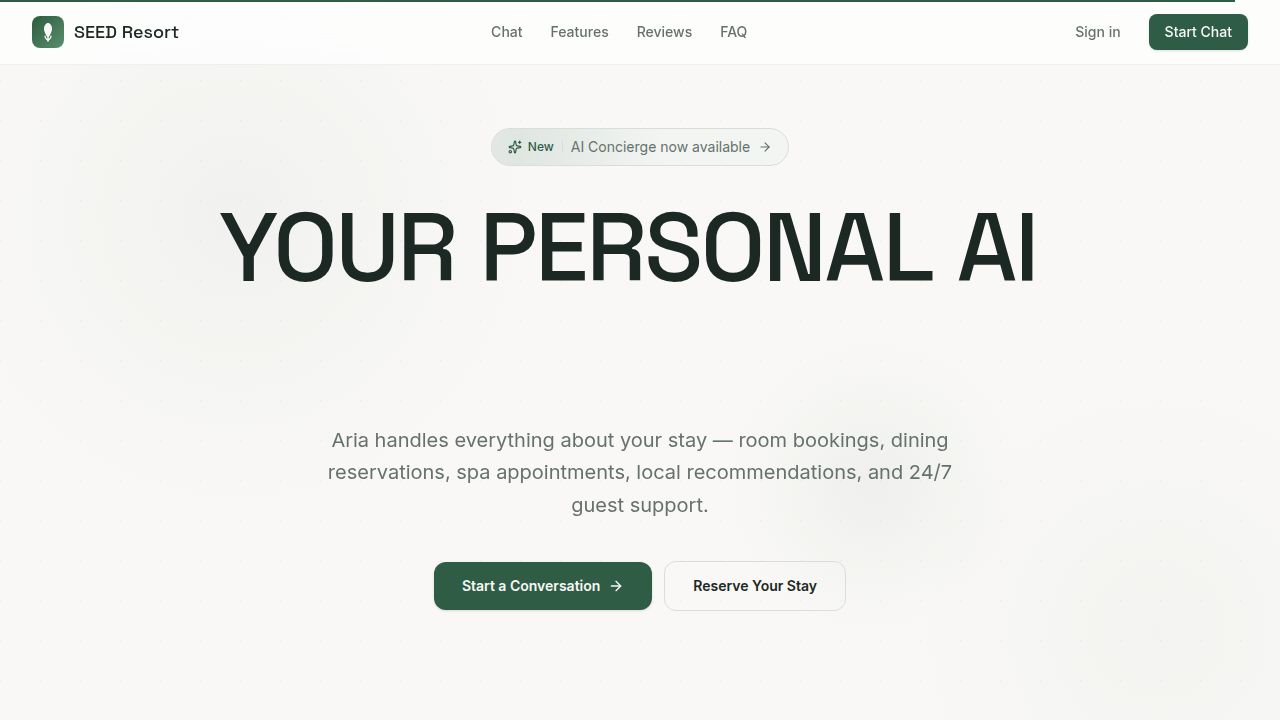 SEED Resort
Chat
Features
Reviews
FAQ
Sign in
Start Chat
New
AI Concierge now available
YOUR PERSONAL AI
Aria handles everything about your stay — room bookings, dining
reservations, spa appointments, local recommendations, and 24/7
guest support.
Start a Conversation
Reserve Your Stay